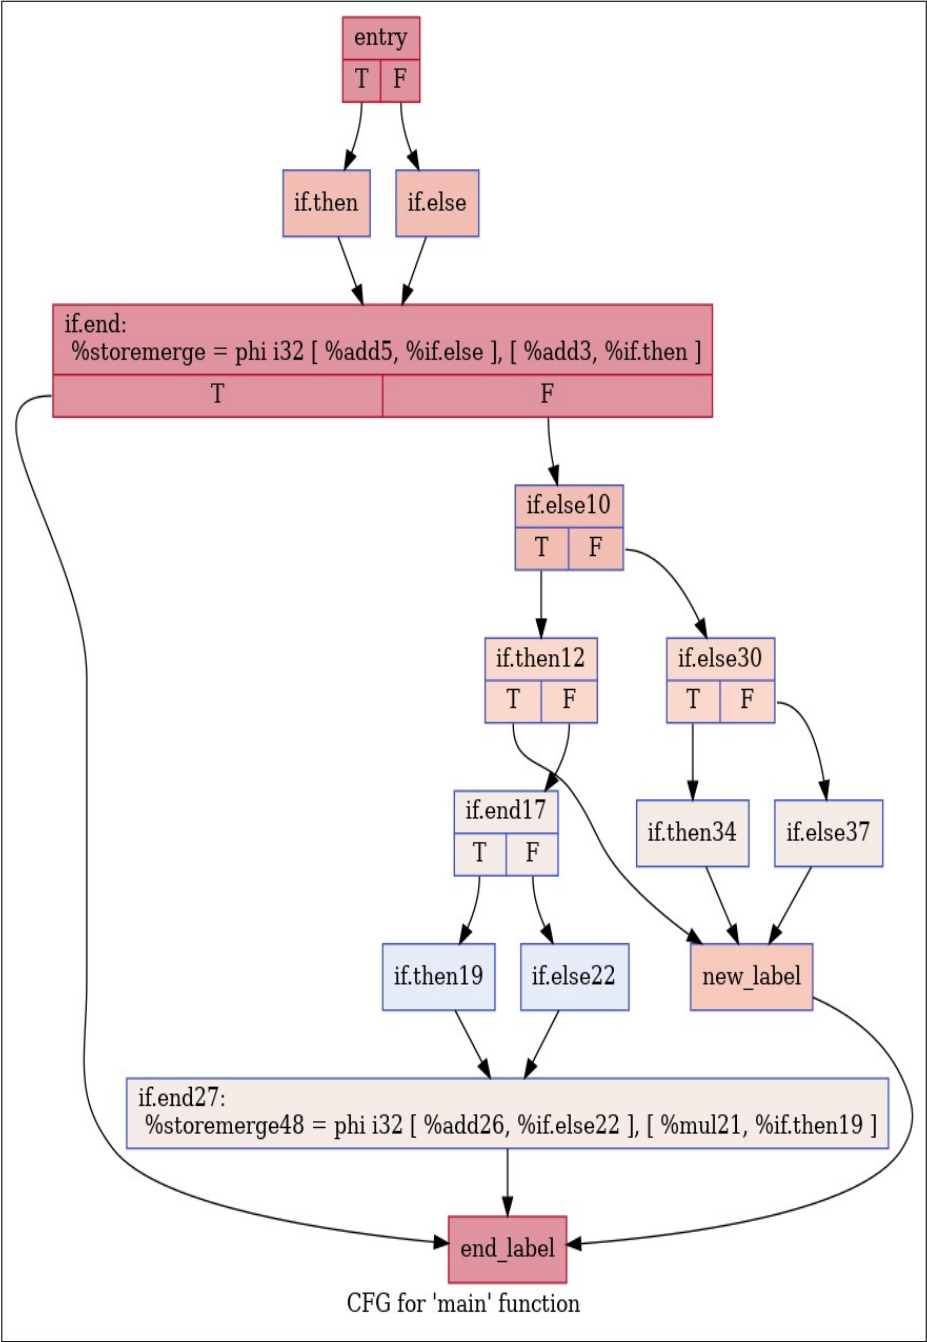 entry
T F
if.then
if.else
if.end:
%storemerge = phi i32 [ %add5, %if.else ], [ %add3, %if.then ]
T F
if.else10
T F
if.then12
T F
if.else30
T F
if.end17
T F
if.then34
if.else37
if.then19
if.else22
new_label
if.end27:
%storemerge48 = phi i32 [ %add26, %if.else22 ], [ %mul21, %if.then19 ]
end_label
CFG for 'main' function